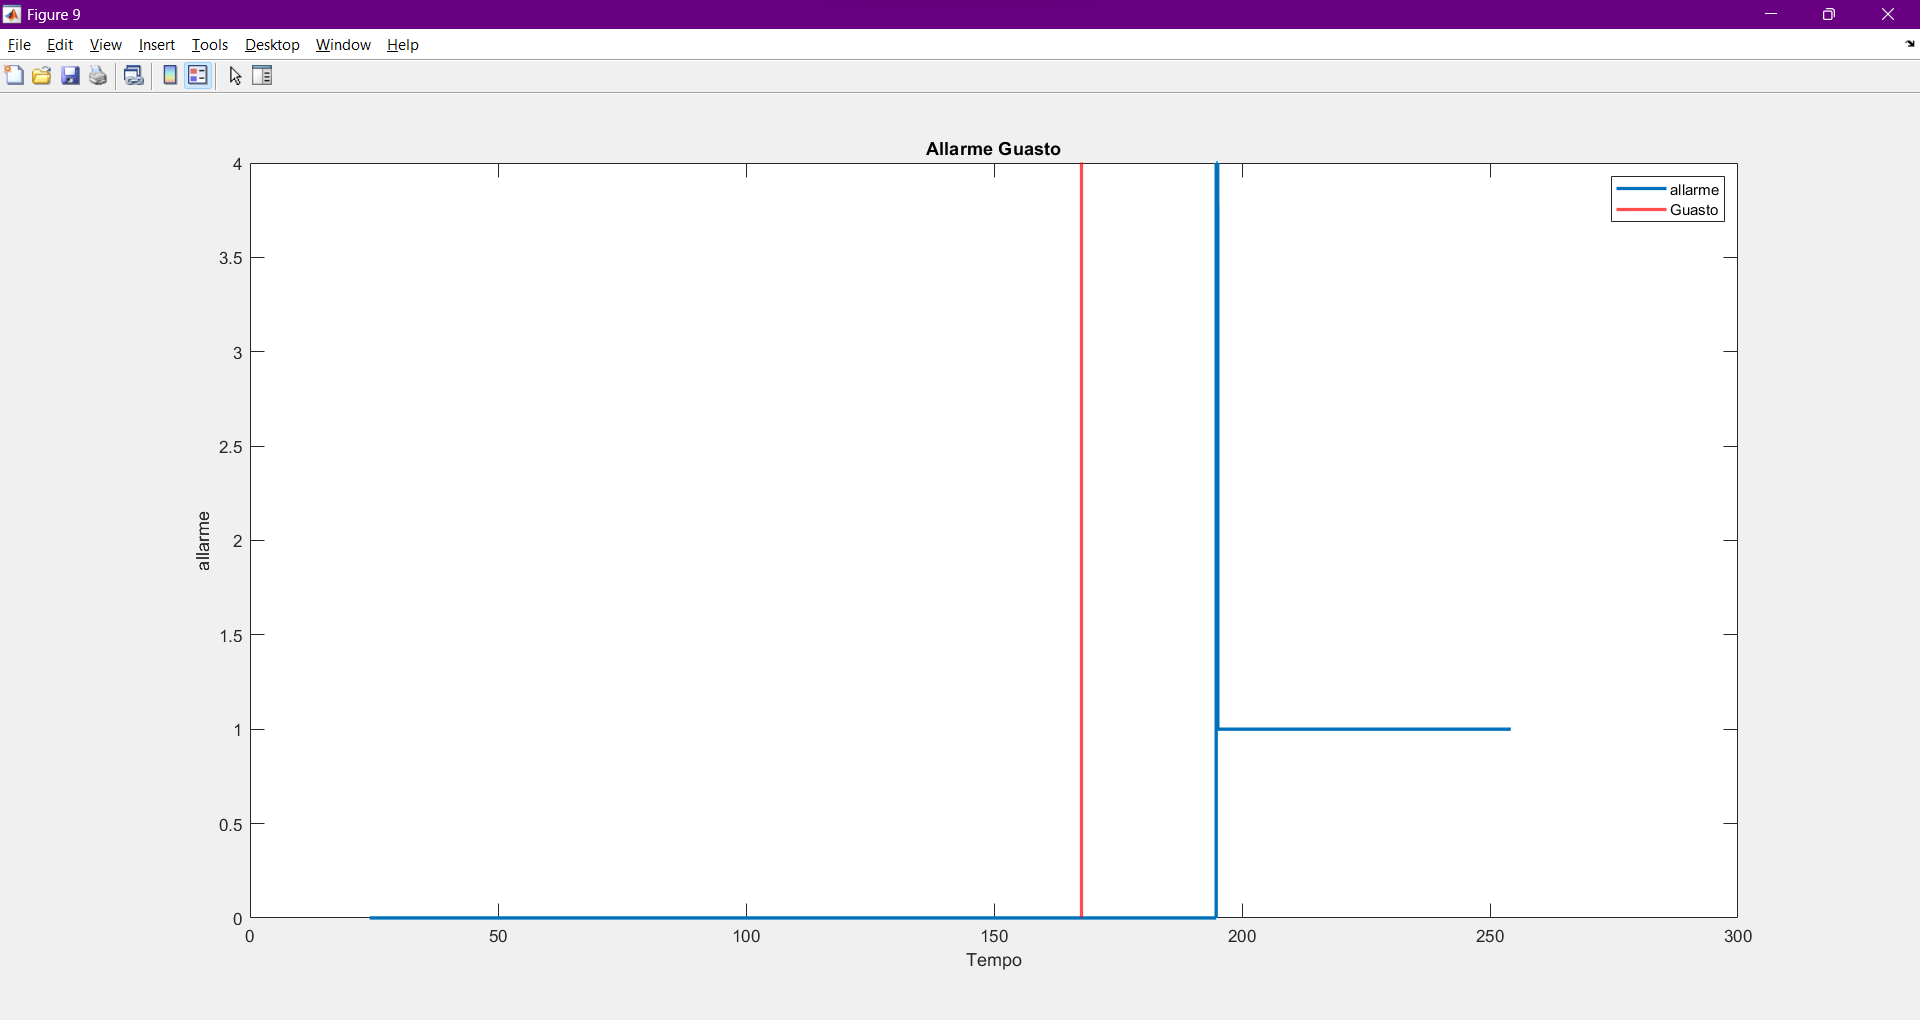 Figure 9
File Edit View Insert Tools Desktop Window Help
Allarme Guasto
4
3.5
3
2.5
2
1.5
1
0.5
0
allarme
allarme
Guasto
0 50 100 150 200 250 300
Tempo